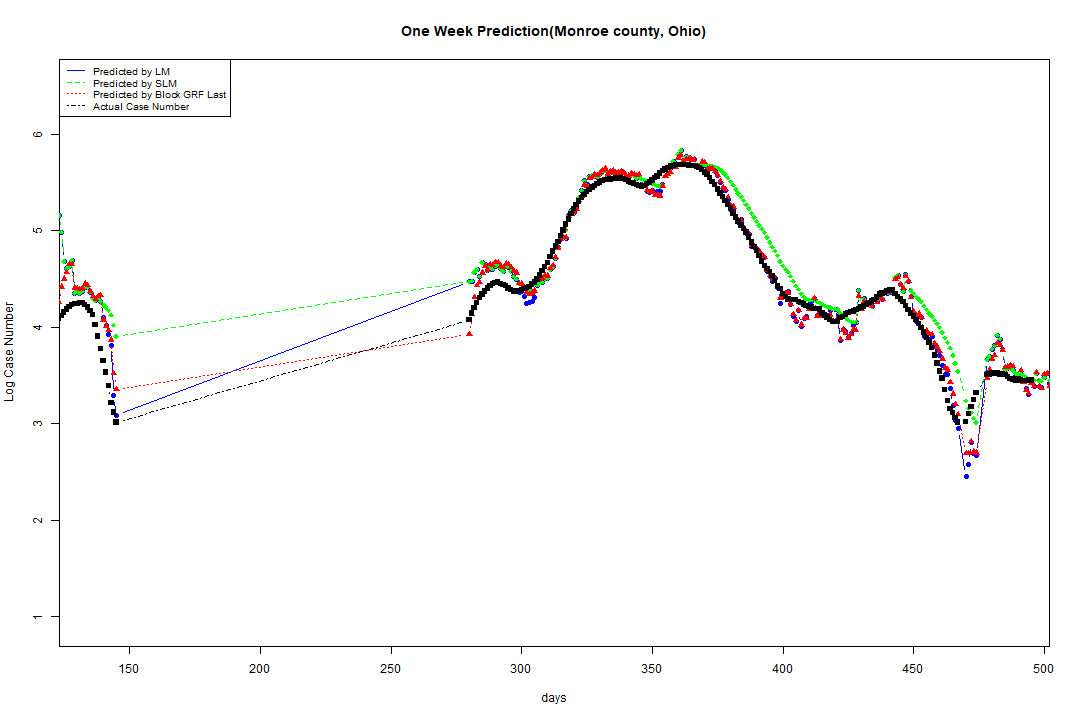 One Week Prediction(Monroe county, Ohio)
Predicted by LM
Predicted by SLM
Predicted by Block GRF Last
Actual Case Number
Log Case Number
6
5
4
3
2
1
150 200 250 300 350 400 450 500
days